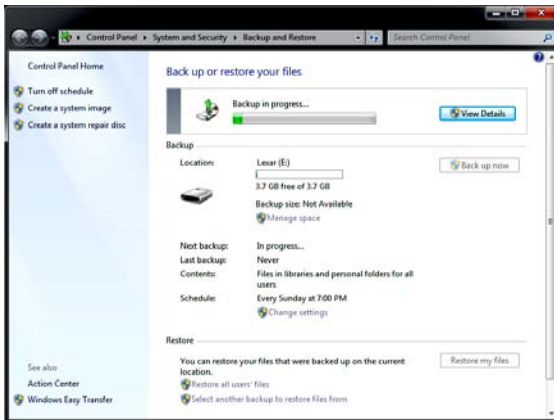 Control Panel ▸ System and Security ▸ Backup and Restore
Search Control Panel
Control Panel Home
Turn off schedule
Create a system image
Create a system repair disc
Back up or restore your files
Backup in progress...
View Details
Backup
Location:
Lexar (E:)
Back up now
3.7 GB free of 3.7 GB
Backup size: Not Available
Manage space
Next backup:
In progress...
Last backup:
Never
Contents:
Files in libraries and personal folders for all
users
Schedule:
Every Sunday at 7:00 PM
Change settings
Restore
You can restore your files that were backed up on the current
location.
Restore my files
Restore all users' files
Select another backup to restore files from
See also
Action Center
Windows Easy Transfer